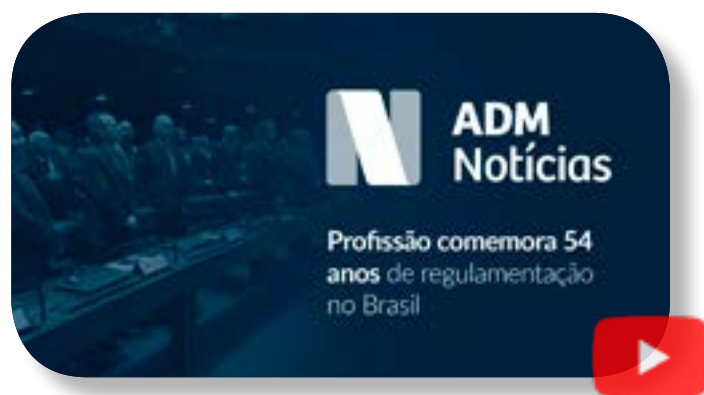 ADM
Notícias
Profissão comemora 54
anos de regulamentação
no Brasil